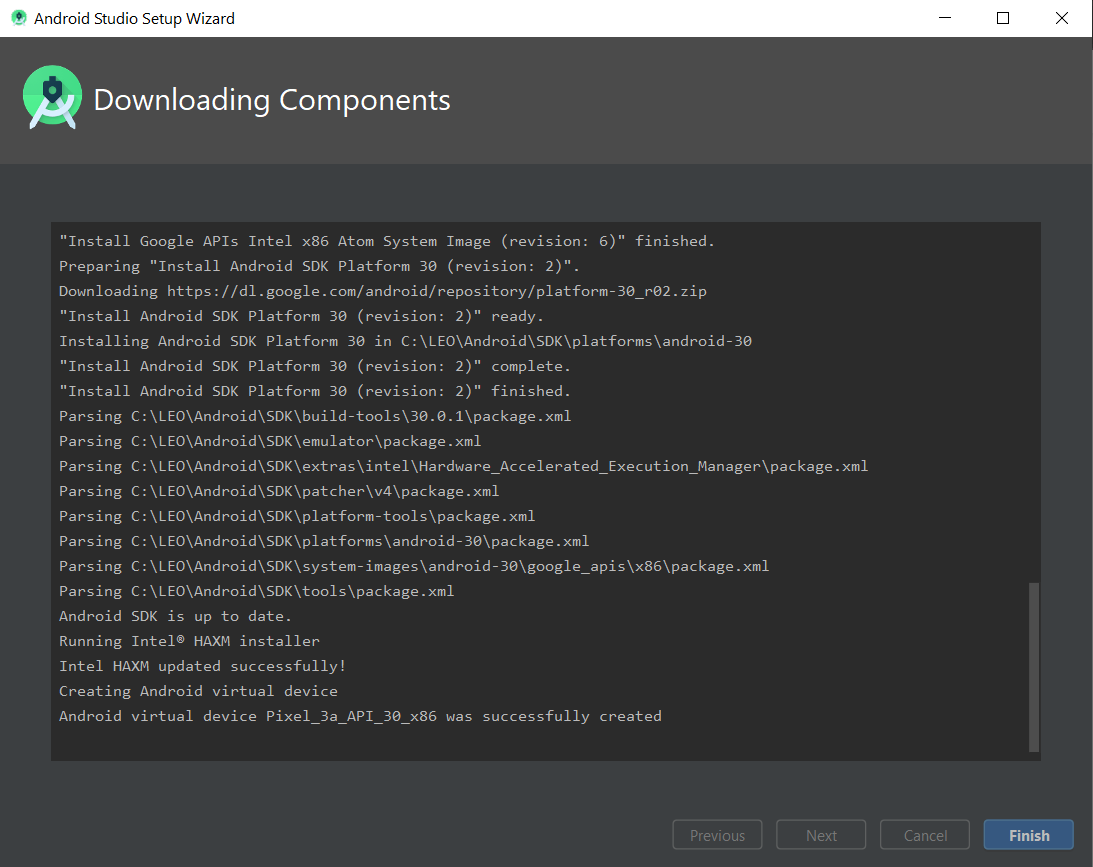 Android Studio Setup Wizard
Downloading Components
"Install Google APIs Intel x86 Atom System Image (revision: 6)" finished.
Preparing "Install Android SDK Platform 30 (revision: 2)".
Downloading https://dl.google.com/android/repository/platform-30_r02.zip
"Install Android SDK Platform 30 (revision: 2)" ready.
Installing Android SDK Platform 30 in C:\LEO\Android\SDK\platforms\android-30
"Install Android SDK Platform 30 (revision: 2)" complete.
"Install Android SDK Platform 30 (revision: 2)" finished.
Parsing C:\LEO\Android\SDK\build-tools\30.0.1\package.xml
Parsing C:\LEO\Android\SDK\emulator\package.xml
Parsing C:\LEO\Android\SDK\extras\intel\Hardware_Accelerated_Execution_Manager\package.xml
Parsing C:\LEO\Android\SDK\patcher\v4\package.xml
Parsing C:\LEO\Android\SDK\platform-tools\package.xml
Parsing C:\LEO\Android\SDK\platforms\android-30\package.xml
Parsing C:\LEO\Android\SDK\system-images\android-30\google_apis\x86\package.xml
Parsing C:\LEO\Android\SDK\tools\package.xml
Android SDK is up to date.
Running Intel® HAXM installer
Intel HAXM updated successfully!
Creating Android virtual device
Android virtual device Pixel_3a_API_30_x86 was successfully created
Previous
Next
Cancel
Finish